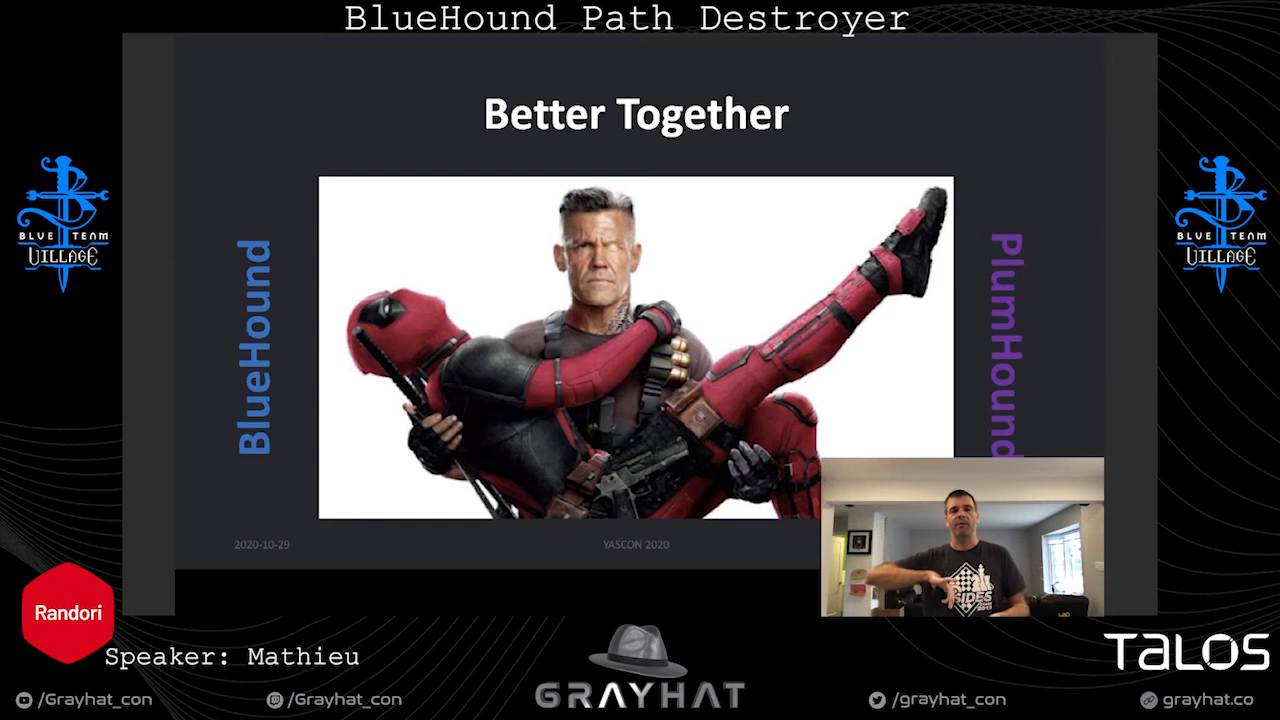 BlueHound Path Destroyer
Better Together
BlueHound
PlumHound
BLUE TEAM
VILLAGE
BLUE TEAM
VILLAGE
2020-10-29
YASCON 2020
SIDES
Randori
Speaker: Mathieu
GRAYHAT
TALOS
/Grayhat_con
/Grayhat_con
/grayhat_con
grayhat.co